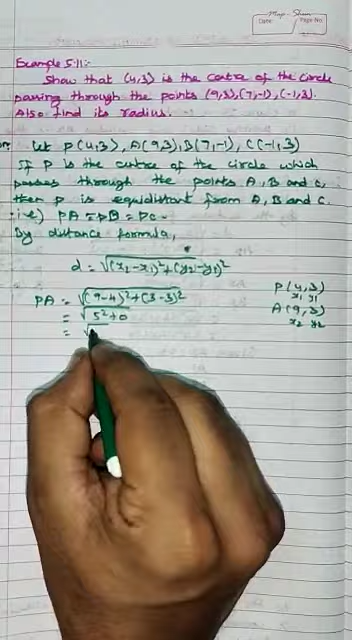 Date:
Page No:
Example 5.11:-
Show that (4,3) is the centre of the circle
passing through the points (9,3),(7,-1),(-1,3).
Also find its radius.
Let P(4,3), A(9,3), B(7,-1), C(-1,3)
If P is the centre of the circle which
passes through the points A, B and C,
then P is equidistant from A, B and C.
i.e) PA = PB = PC.
By distance formula,
d = √(x2-x1)²+(y2-y1)²
P(4,3)
x1 y1
PA = √(9-4)²+(3-3)²
A(9,3)
x2 y2
= √5²+0
= √